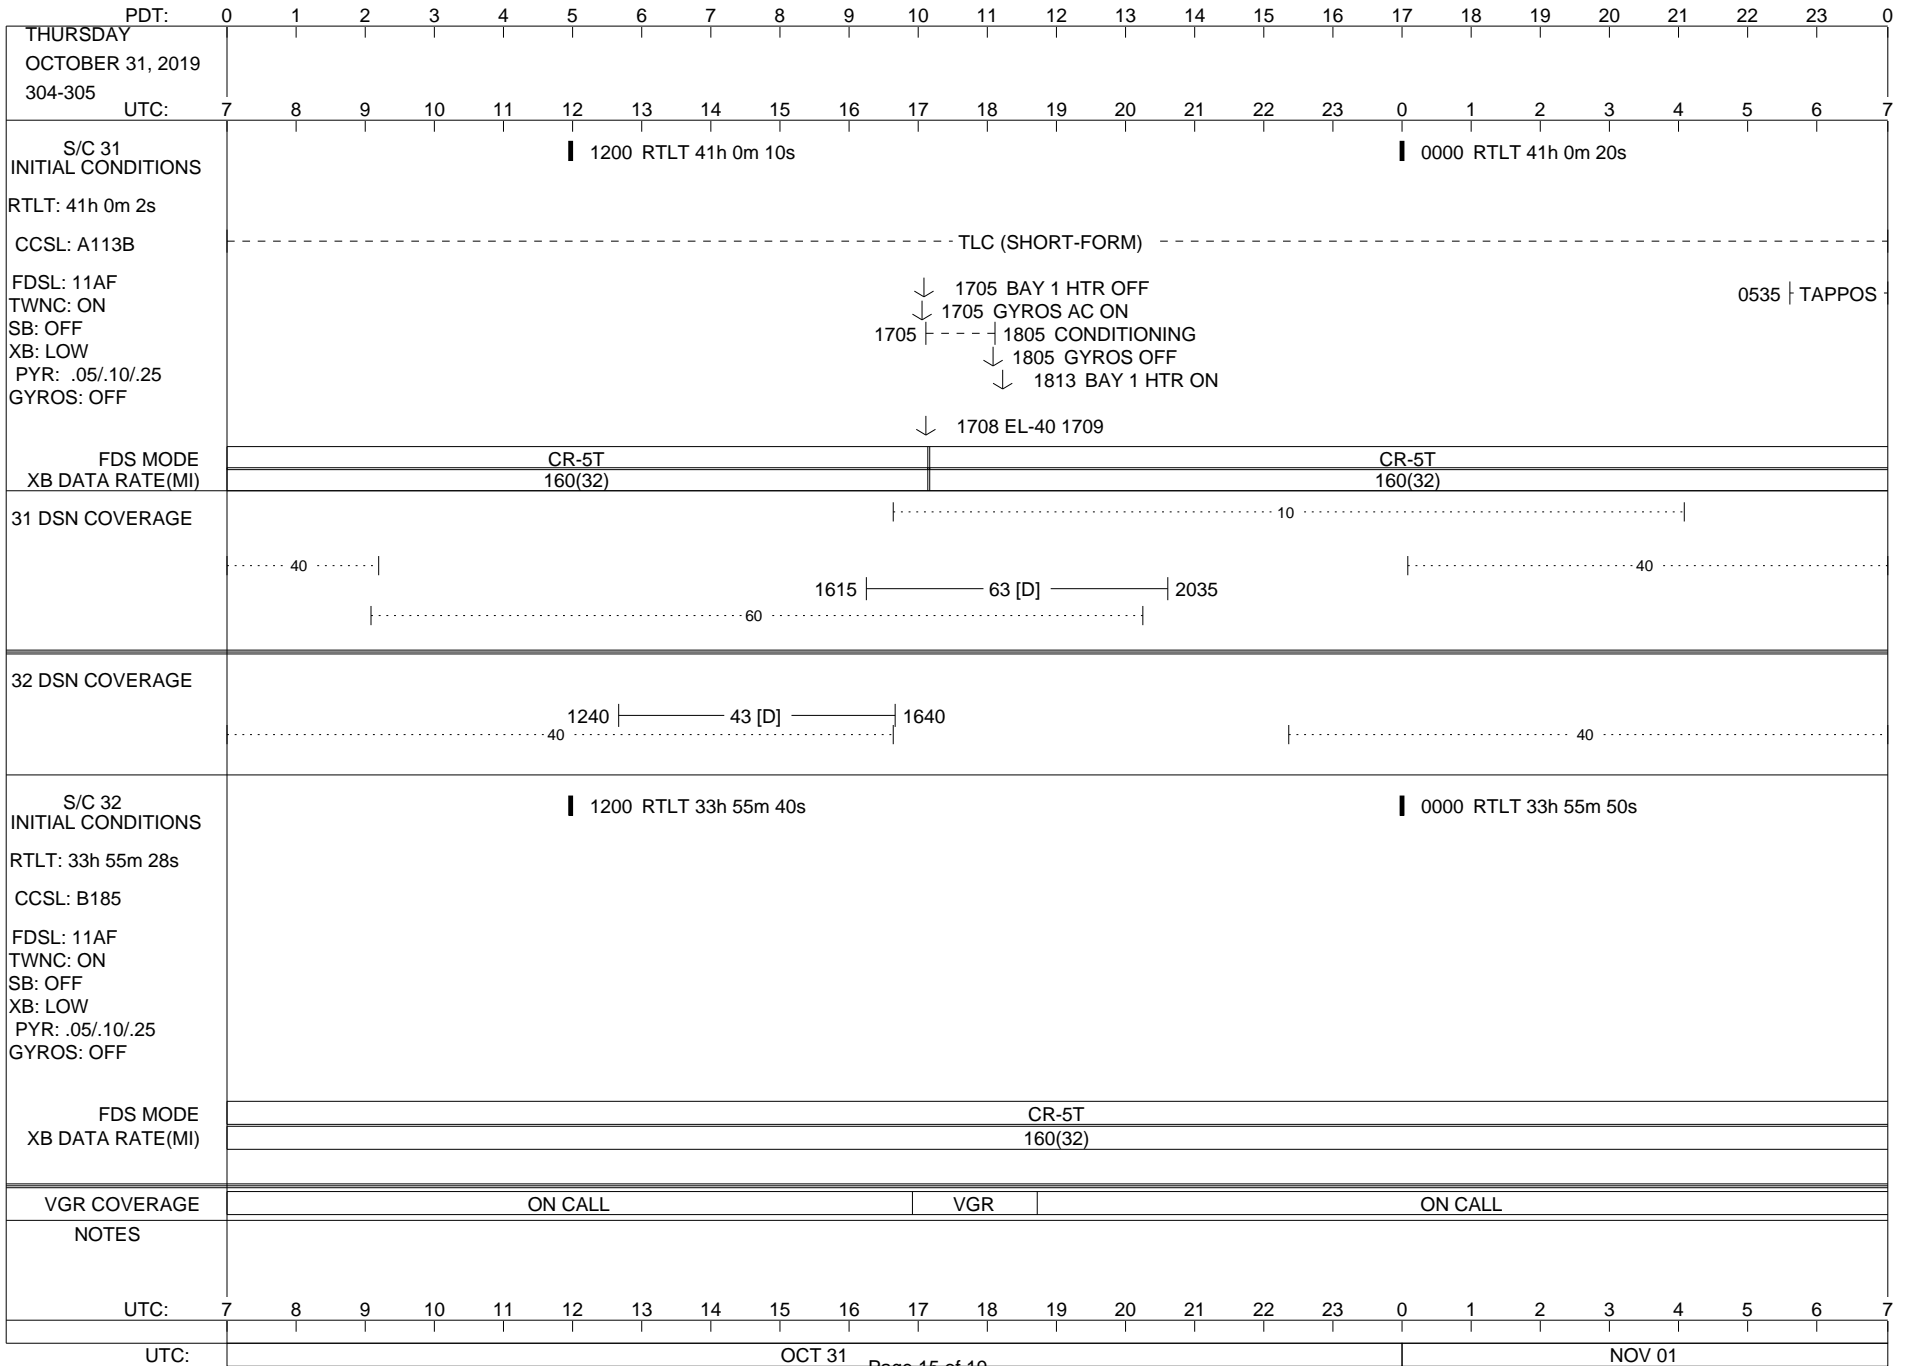 PDT: 0 1 2 3 4 5 6 7 8 9 10 11 12 13 14 15 16 17 18 19 20 21 22 23 0
THURSDAY
OCTOBER 31, 2019
304-305
UTC: 7 8 9 10 11 12 13 14 15 16 17 18 19 20 21 22 23 0 1 2 3 4 5 6 7
S/C 31
INITIAL CONDITIONS
1200 RTLT 41h 0m 10s
0000 RTLT 41h 0m 20s
RTLT: 41h 0m 2s
CCSL: A113B
TLC (SHORT-FORM)
FDSL: 11AF
TWNC: ON
SB: OFF
XB: LOW
PYR: .05/.10/.25
GYROS: OFF
1705 BAY 1 HTR OFF
1705 GYROS AC ON
1705 1805 CONDITIONING
1805 GYROS OFF
1813 BAY 1 HTR ON
0535 TAPPOS
1708 EL-40 1709
FDS MODE CR-5T CR-5T
XB DATA RATE(MI) 160(32) 160(32)
31 DSN COVERAGE
10
40 40
1615 63 [D] 2035
60
32 DSN COVERAGE
1240 43 [D] 1640
40 40
S/C 32
INITIAL CONDITIONS
1200 RTLT 33h 55m 40s
0000 RTLT 33h 55m 50s
RTLT: 33h 55m 28s
CCSL: B185
FDSL: 11AF
TWNC: ON
SB: OFF
XB: LOW
PYR: .05/.10/.25
GYROS: OFF
FDS MODE CR-5T
XB DATA RATE(MI) 160(32)
VGR COVERAGE ON CALL VGR ON CALL
NOTES
UTC: 7 8 9 10 11 12 13 14 15 16 17 18 19 20 21 22 23 0 1 2 3 4 5 6 7
UTC: OCT 31 NOV 01
Page 15 of 19